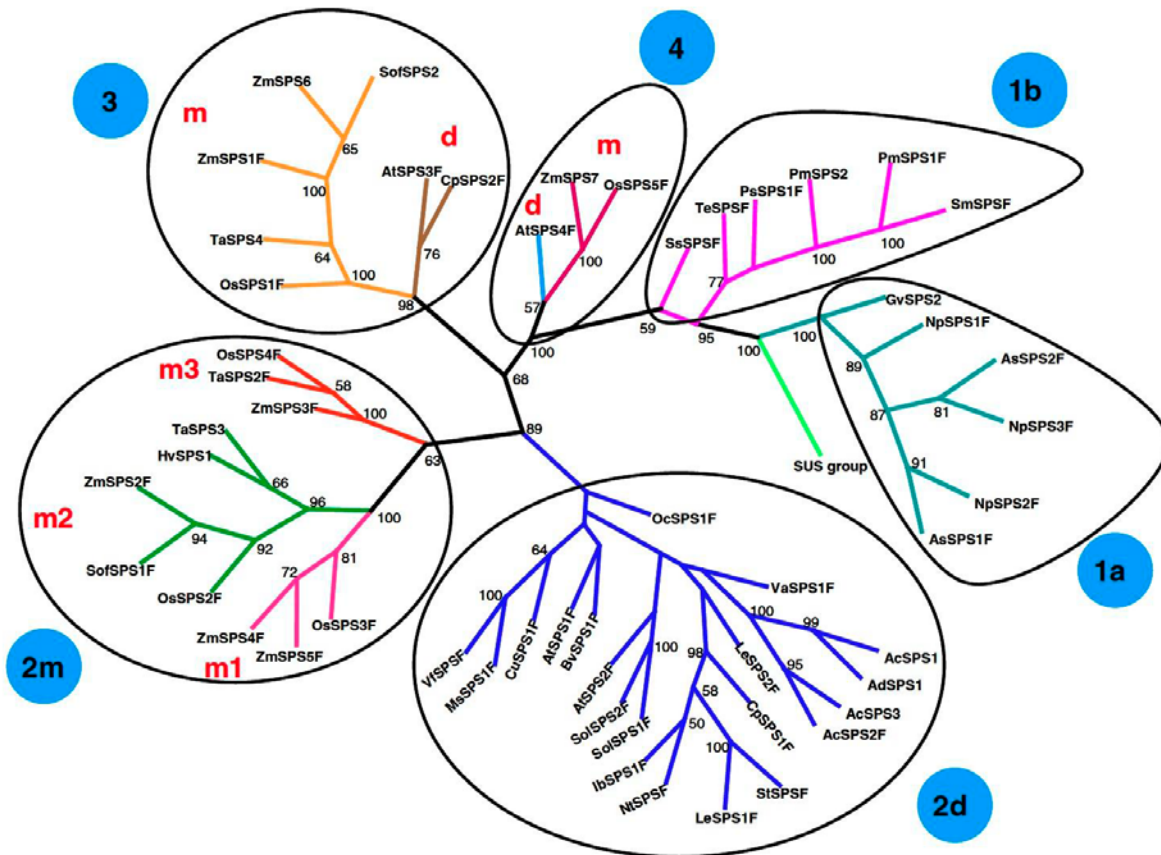 3
m
ZmSPS6
SofSPS2
65
ZmSPS1F
100
TaSPS4
64
OsSPS1F
100
d
AtSPS3F
CpSPS2F
76
98
4
m
ZmSPS7
OsSPS5F
d
AtSPS4F
100
57
100
68
89
1b
PmSPS1F
PmSPS2
PsSPS1F
TeSPSF
SmSPSF
SsSPSF
100
100
77
59
95
100
1a
GvSPS2
100
NpSPS1F
89
AsSPS2F
87
81
NpSPS3F
91
NpSPS2F
AsSPS1F
SUS group
2m
m3
OsSPS4F
TaSPS2F
58
ZmSPS3F
100
63
m2
TaSPS3
HvSPS1
66
ZmSPS2F
96
94
92
SofSPS1F
OsSPS2F
100
81
72
OsSPS3F
ZmSPS4F
ZmSPS5F
m1
2d
OcSPS1F
64
100
VfSPSF
MsSPS1F
CuSPS1F
AtSPS1F
BvSPS1F
AtSPS2F
100
SolSPS2F
SolSPS1F
98
58
50
IbSPS1F
NtSPSF
100
LeSPS1F
StSPSF
CpSPS1F
LeSPS2F
VaSPS1F
100
99
AcSPS1
AdSPS1
95
AcSPS3
AcSPS2F